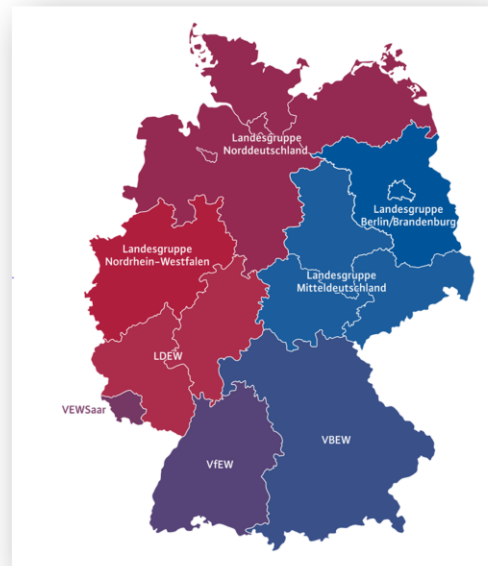 Landesgruppe
Norddeutschland
Landesgruppe
Berlin/Brandenburg
Landesgruppe
Nordrhein-Westfalen
Landesgruppe
Mitteldeutschland
LDEW
VEWSaar
VfEW
VBEW